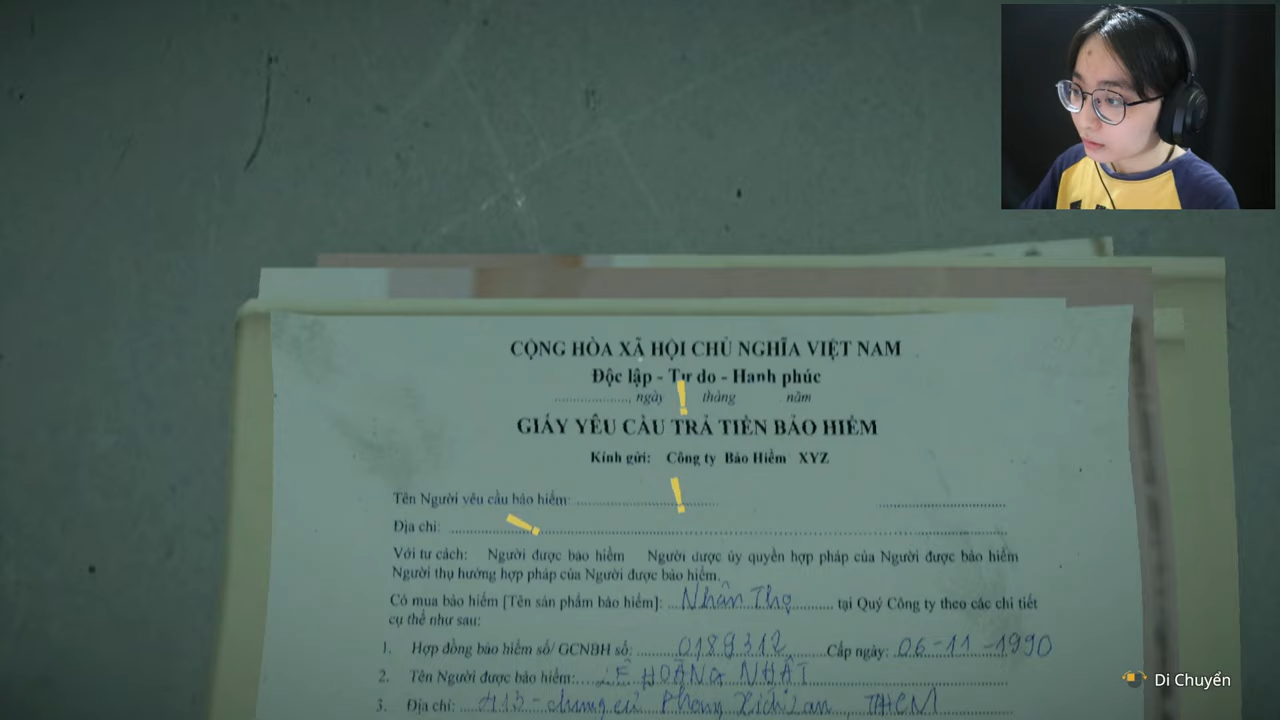 CỘNG HÒA XÃ HỘI CHỦ NGHĨA VIỆT NAM
Độc lập - Tự do - Hạnh phúc
................, ngày tháng năm
GIẤY YÊU CẦU TRẢ TIỀN BẢO HIỂM
Kính gửi: Công ty Bảo Hiểm XYZ
Tên Người yêu cầu bảo hiểm:
Địa chỉ:
Với tư cách: Người được bảo hiểm Người được ủy quyền hợp pháp của Người được bảo hiểm
Người thụ hưởng hợp pháp của Người được bảo hiểm.
Có mua bảo hiểm [Tên sản phẩm bảo hiểm]: Nhân Thọ tại Quý Công ty theo các chi tiết
cụ thể như sau:
1. Hợp đồng bảo hiểm số/ GCNBH số: 0189312 Cấp ngày: 06-11-1990
2. Tên Người được bảo hiểm: LÊ HOÀNG NHẬT
3. Địa chỉ: 413 - chung cư
Di Chuyển